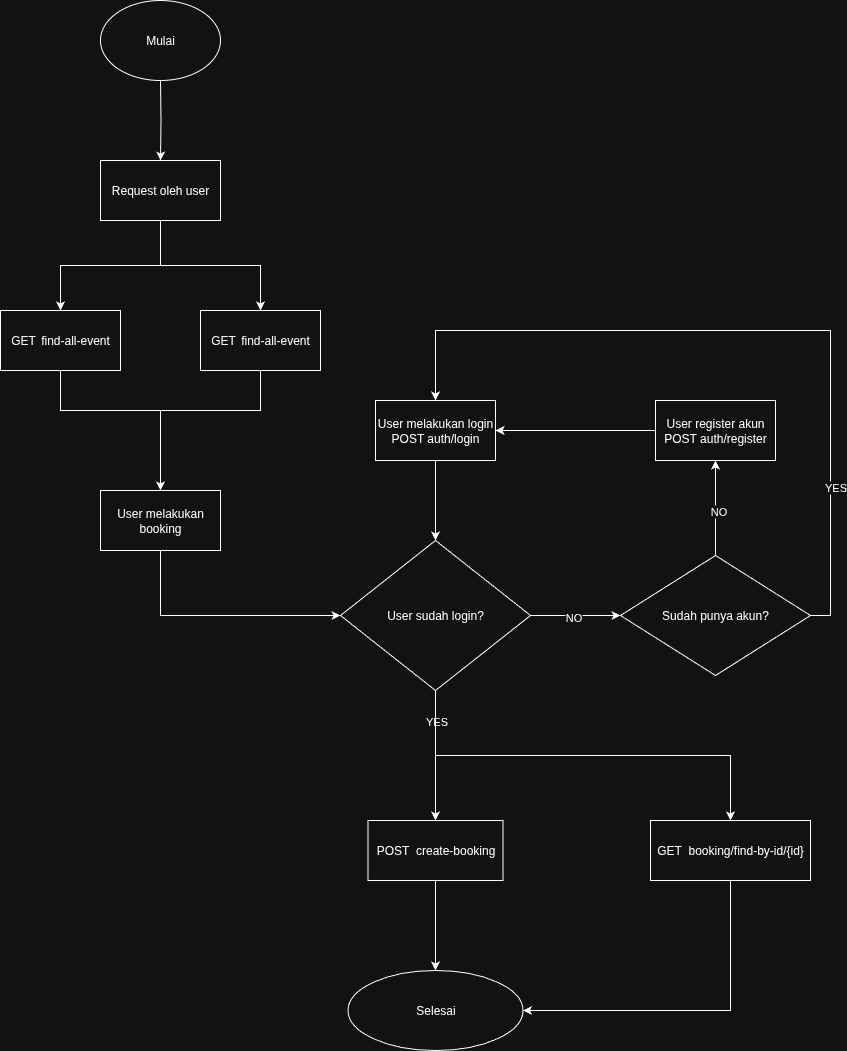 Mulai
Request oleh user
GET find-all-event
GET find-all-event
User melakukan
booking
User melakukan login
POST auth/login
User register akun
POST auth/register
YES
NO
User sudah login?
NO
Sudah punya akun?
YES
POST create-booking
GET booking/find-by-id/{id}
Selesai